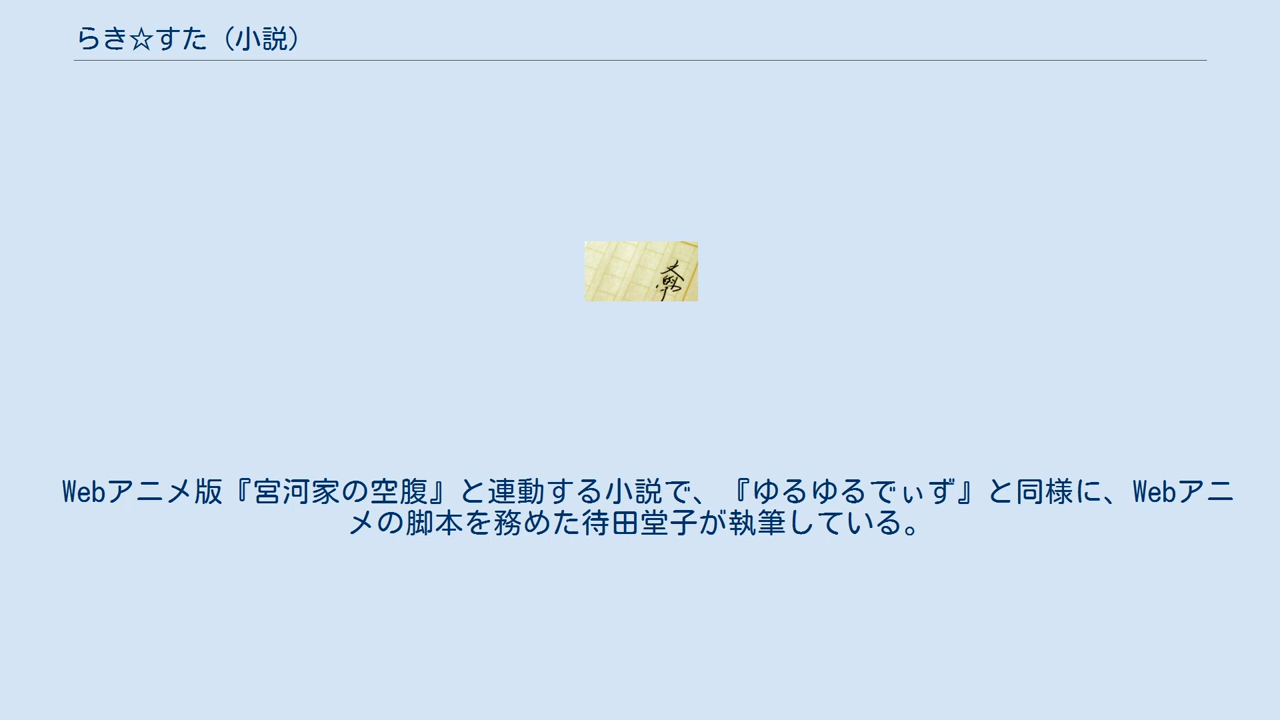 らき☆すた（小説）
Webアニメ版『宮河家の空腹』と連動する小説で、『ゆるゆるでぃず』と同様に、Webアニ
メの脚本を務めた待田堂子が執筆している。